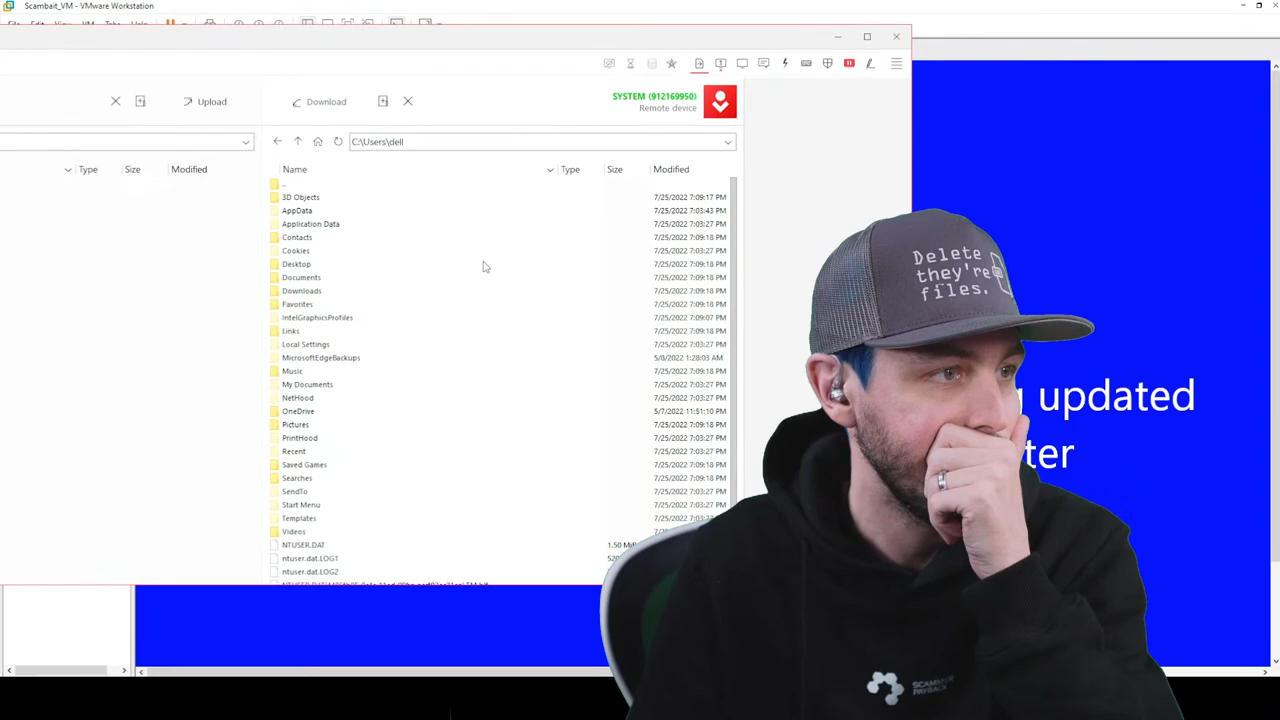 Scambait_VM - VMware Workstation
File Edit View VM Tabs Help
Upload
Download
SYSTEM (912169950)
Remote device
C:\Users\dell
Type Size Modified
Name Type Size Modified
..
3D Objects 7/25/2022 7:09:17 PM
AppData 7/25/2022 7:03:43 PM
Application Data 7/25/2022 7:03:27 PM
Contacts 7/25/2022 7:09:18 PM
Cookies 7/25/2022 7:03:27 PM
Desktop 7/25/2022 7:09:18 PM
Documents 7/25/2022 7:09:18 PM
Downloads 7/25/2022 7:09:18 PM
Favorites 7/25/2022 7:09:18 PM
IntelGraphicsProfiles 7/25/2022 7:09:07 PM
Links 7/25/2022 7:09:18 PM
Local Settings 7/25/2022 7:03:27 PM
MicrosoftEdgeBackups 5/8/2022 1:28:03 AM
Music 7/25/2022 7:09:18 PM
My Documents 7/25/2022 7:03:27 PM
NetHood 7/25/2022 7:03:27 PM
OneDrive 5/7/2022 11:51:10 PM
Pictures 7/25/2022 7:09:18 PM
PrintHood 7/25/2022 7:03:27 PM
Recent 7/25/2022 7:03:27 PM
Saved Games 7/25/2022 7:09:18 PM
Searches 7/25/2022 7:09:18 PM
SendTo 7/25/2022 7:03:27 PM
Start Menu 7/25/2022 7:03:27 PM
Templates 7/25/2022 7:03:27 PM
Videos
NTUSER.DAT 1.50 M
ntuser.dat.LOG1 520
ntuser.dat.LOG2
Delete
they're
files.
updated
ter
SCAMMER
PAYBACK